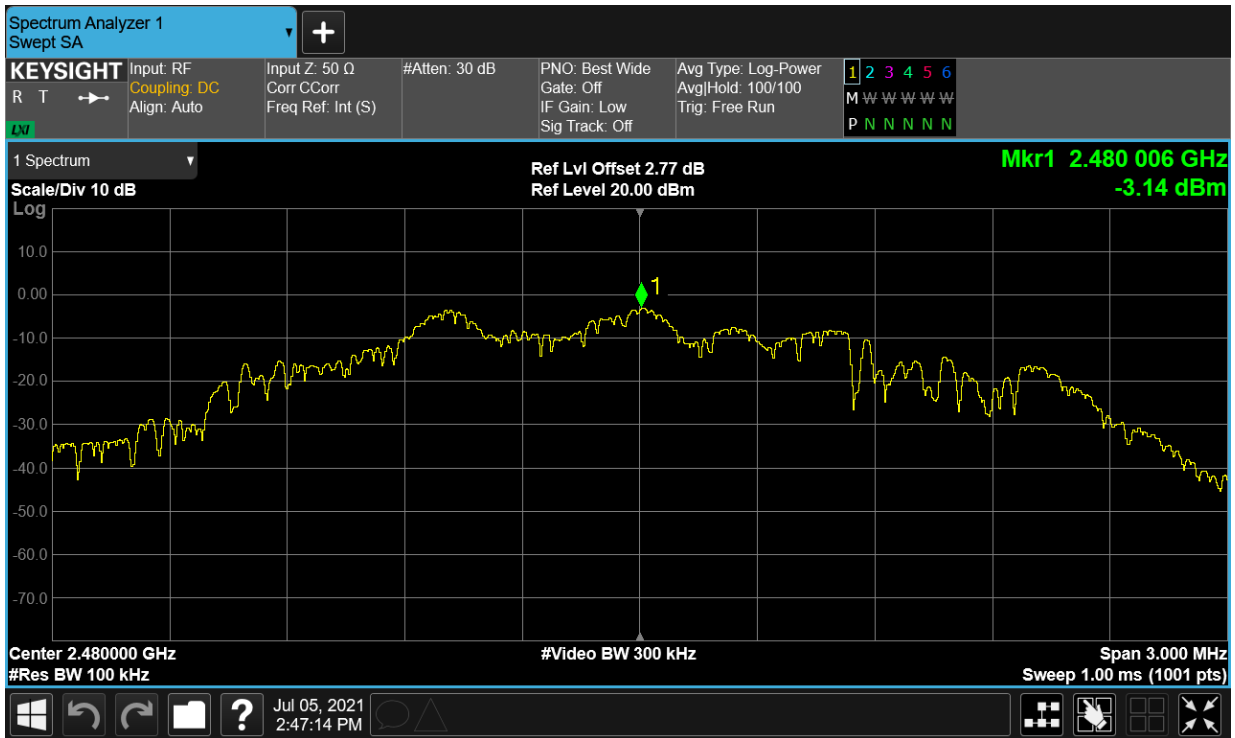 Spectrum Analyzer 1
Swept SA
+
KEYSIGHT
R T
LXI
Input: RF
Coupling: DC
Align: Auto
Input Z: 50 Ω
Corr CCorr
Freq Ref: Int (S)
#Atten: 30 dB
PNO: Best Wide
Gate: Off
IF Gain: Low
Sig Track: Off
Avg Type: Log-Power
Avg|Hold: 100/100
Trig: Free Run
1 2 3 4 5 6
M W W W W W
P N N N N N N
1 Spectrum
Scale/Div 10 dB
Log
Ref Lvl Offset 2.77 dB
Ref Level 20.00 dBm
Mkr1 2.480 006 GHz
-3.14 dBm
1
10.0
0.00
-10.0
-20.0
-30.0
-40.0
-50.0
-60.0
-70.0
Center 2.480000 GHz
#Res BW 100 kHz
#Video BW 300 kHz
Span 3.000 MHz
Sweep 1.00 ms (1001 pts)
?
Jul 05, 2021
2:47:14 PM